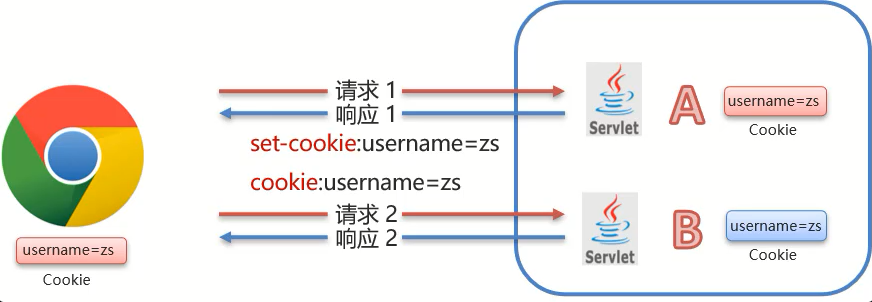 请求 1
响应 1
set-cookie:username=zs
cookie:username=zs
请求 2
响应 2
username=zs
Cookie
Servlet
A
username=zs
Cookie
Servlet
B
username=zs
Cookie